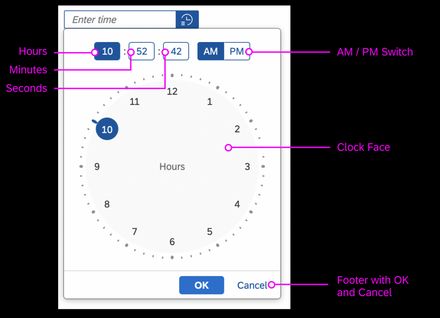 Enter time
Hours
Minutes
Seconds
10 : 52 : 42 AM PM
AM / PM Switch
12
11
1
10
2
9
Hours
3
Clock Face
8
4
7
5
6
OK
Cancel
Footer with OK
and Cancel